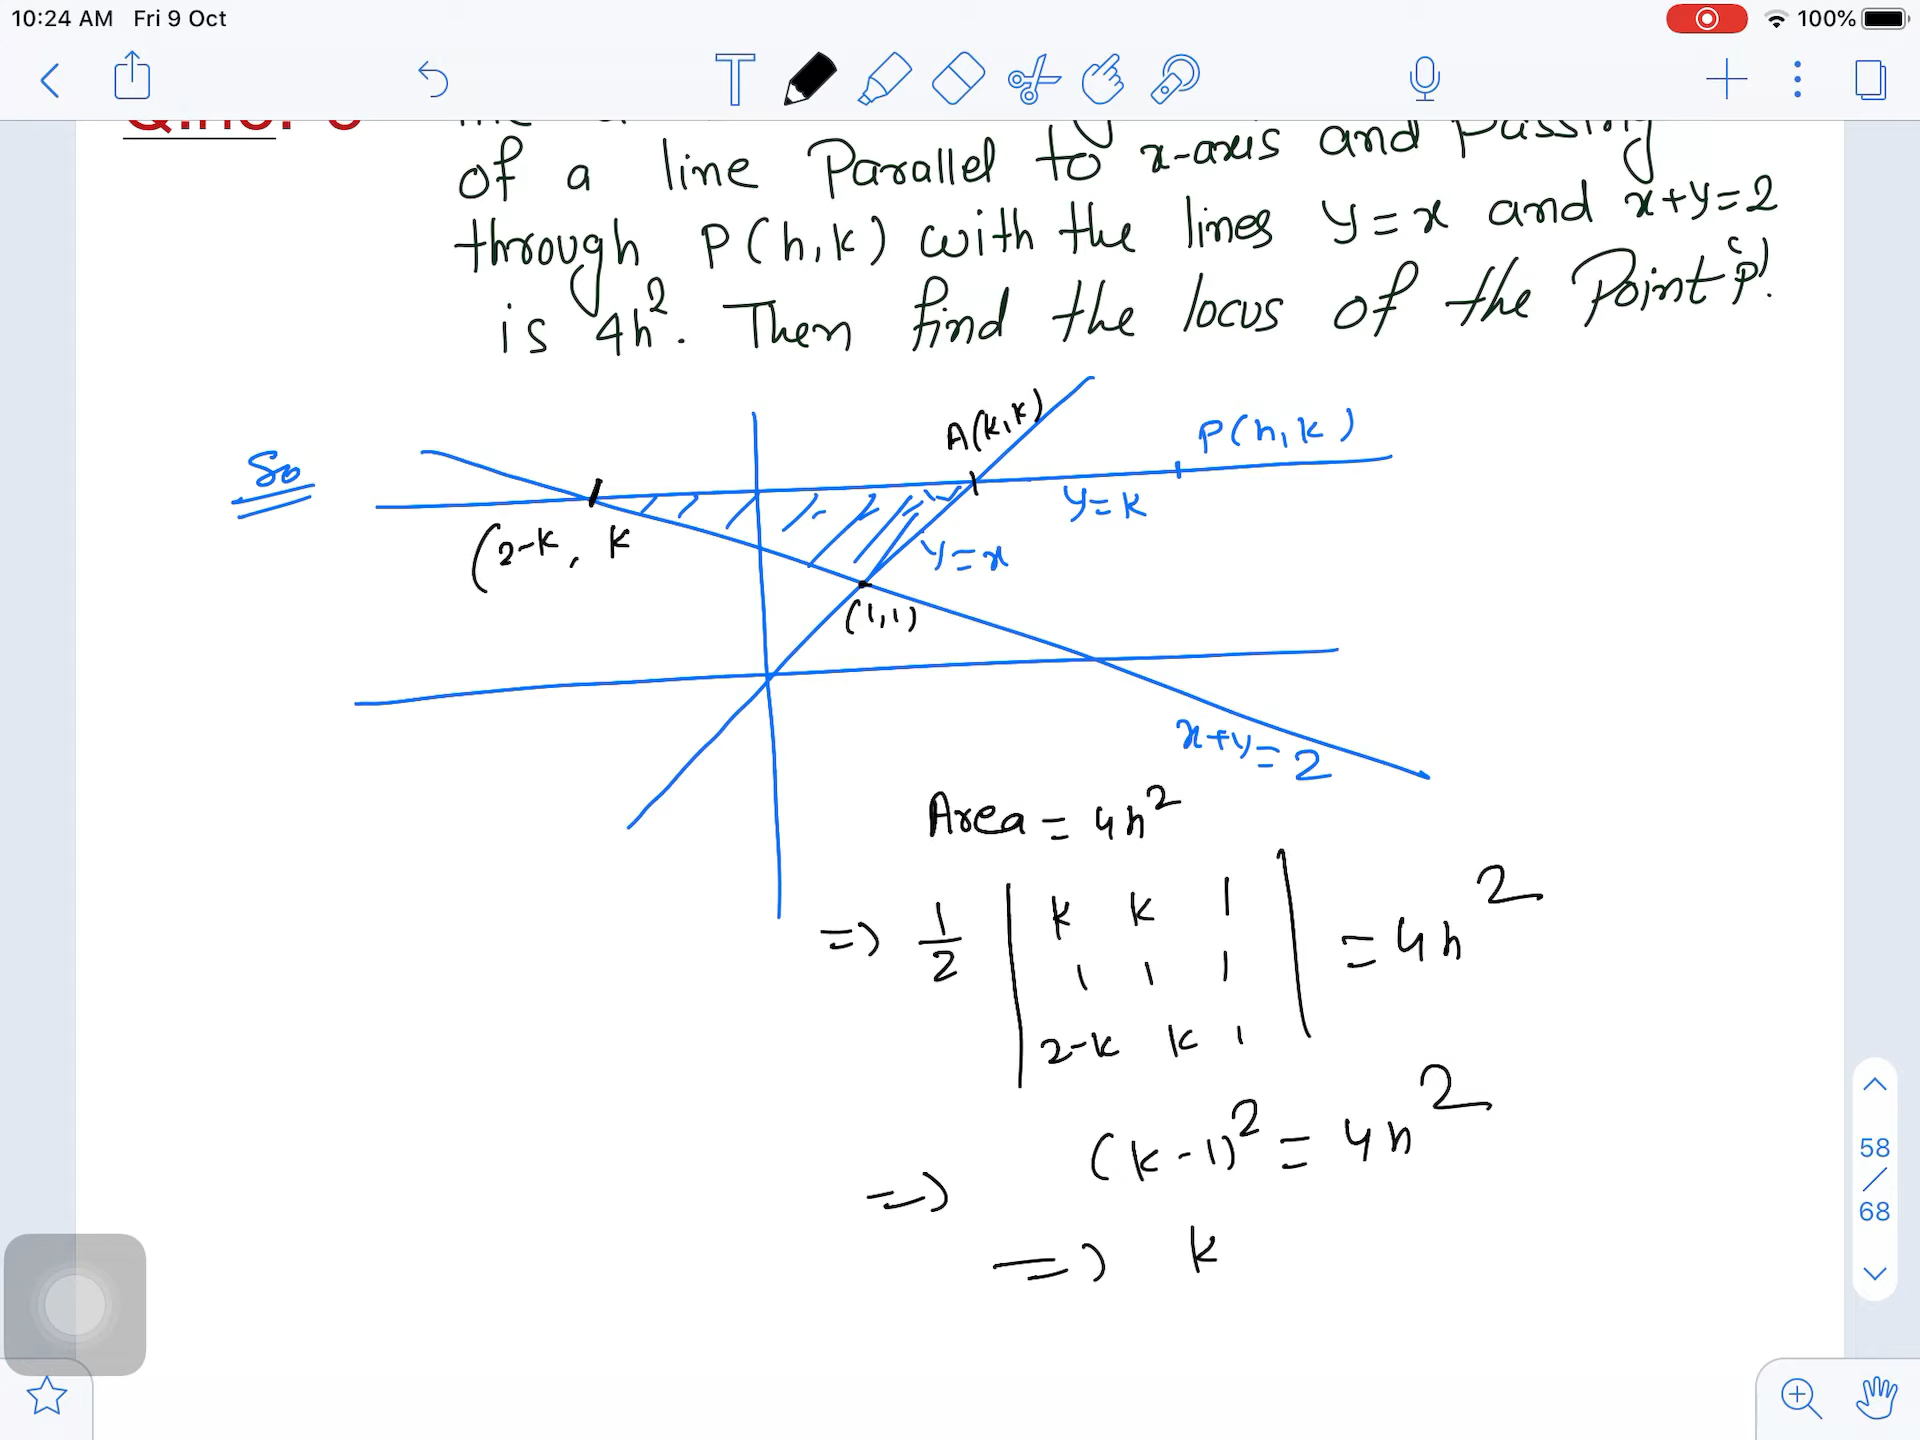 10:24 AM Fri 9 Oct 100%
of a line Parallel to x-axis and Passing
through P(h,k) with the lines y=x and x+y=2
is 4h². Then find the locus of the Point 'P'.
A(k,k)
P(h,k)
So
y=k
(2-k, k
y=x
(1,1)
x+y=2
Area = 4h²
=> 1/2 | k k 1 | = 4h²
1 1 1
2-k k 1
=> (k-1)² = 4h²
=> k
58
/
68